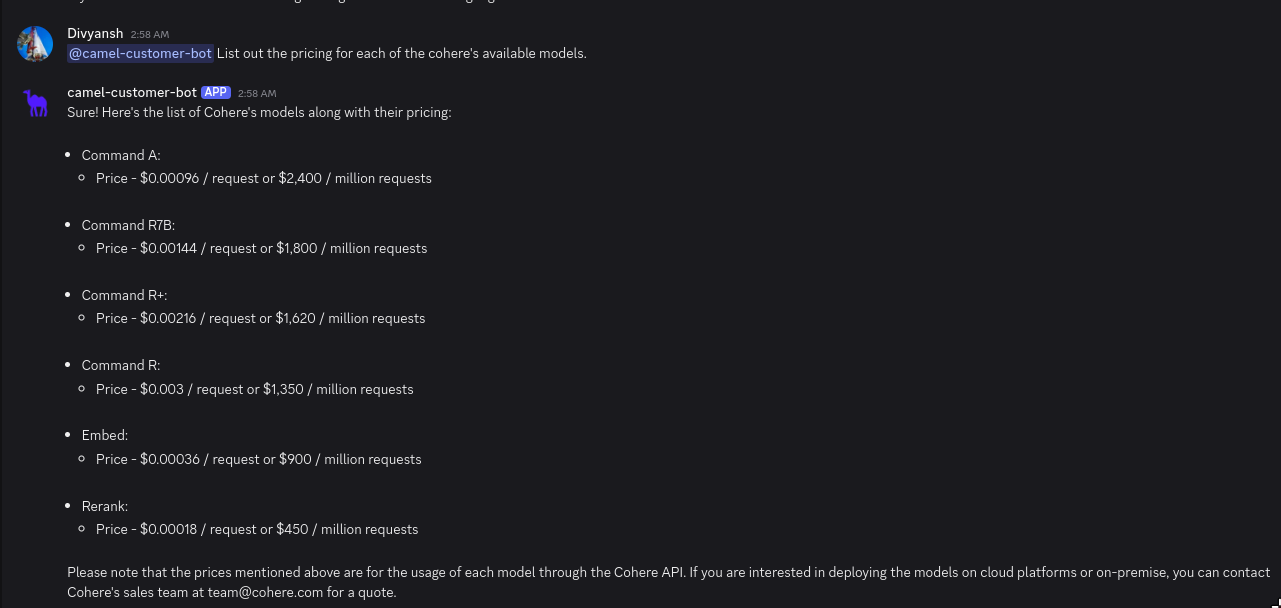 Divyansh 2:58 AM
@camel-customer-bot List out the pricing for each of the cohere's available models.
camel-customer-bot APP 2:58 AM
Sure! Here's the list of Cohere's models along with their pricing:
• Command A:
◦ Price - $0.00096 / request or $2,400 / million requests
• Command R7B:
◦ Price - $0.00144 / request or $1,800 / million requests
• Command R+:
◦ Price - $0.00216 / request or $1,620 / million requests
• Command R:
◦ Price - $0.003 / request or $1,350 / million requests
• Embed:
◦ Price - $0.00036 / request or $900 / million requests
• Rerank:
◦ Price - $0.00018 / request or $450 / million requests
Please note that the prices mentioned above are for the usage of each model through the Cohere API. If you are interested in deploying the models on cloud platforms or on-premise, you can contact
Cohere's sales team at team@cohere.com for a quote.